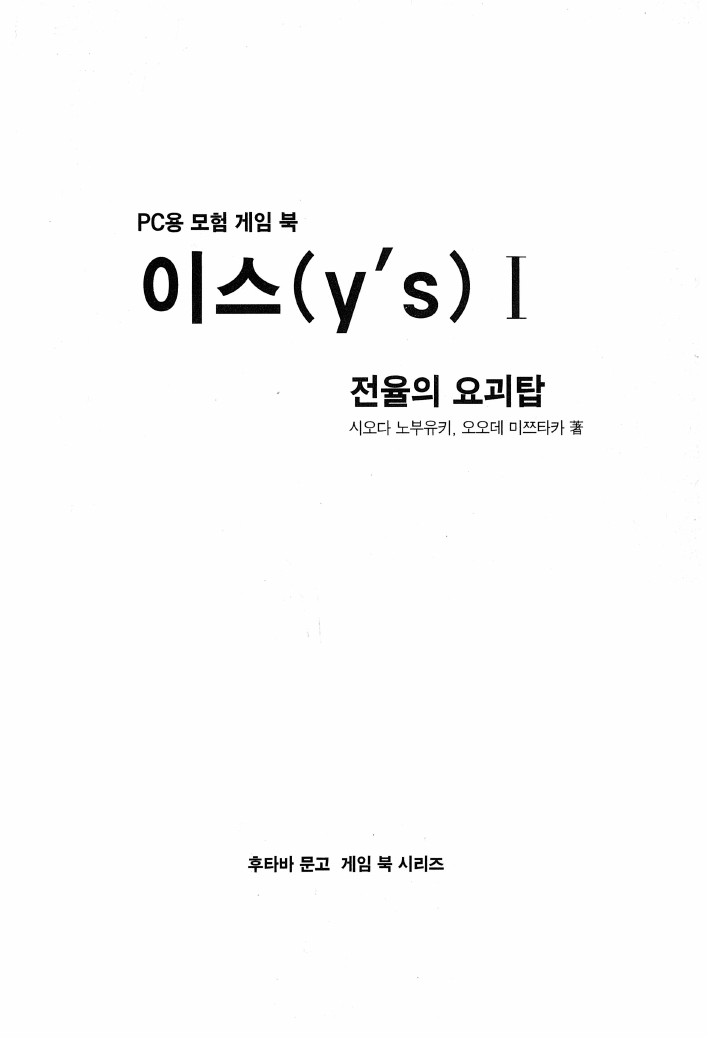 PC용 모험 게임 북
이스(y's) Ⅰ
전율의 요괴탑
시오다 노부유키, 오오데 미쯔타카 著
후타바 문고 게임 북 시리즈